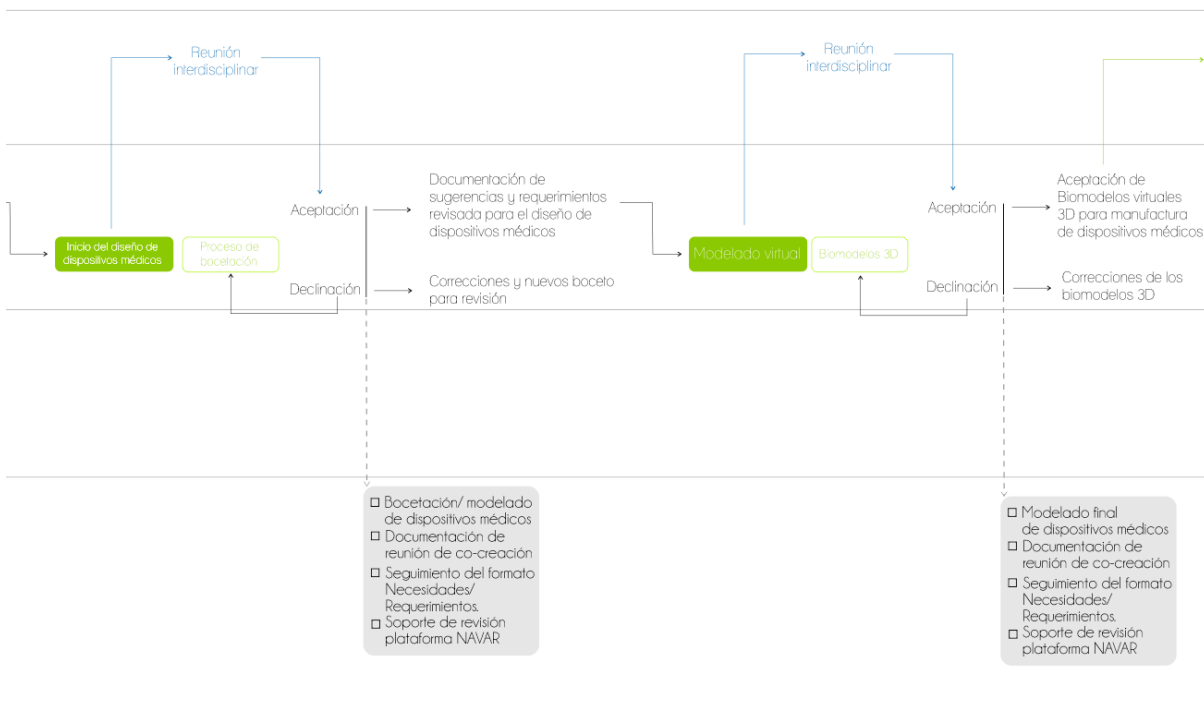 Reunión
interdisciplinar
Inicio del diseño de
dispositivos médicos
Proceso de
bocetación
Aceptación
Declinación
Documentación de
sugerencias y requerimientos
revisada para el diseño de
dispositivos médicos
Correcciones y nuevos boceto
para revisión
□ Bocetación/ modelado
de dispositivos médicos
□ Documentación de
reunión de co-creación
□ Seguimiento del formato
Necesidades/
Requerimientos.
□ Soporte de revisión
plataforma NAVAR
Reunión
interdisciplinar
Modelado virtual
Biomodelos 3D
Aceptación
Declinación
Aceptación de
Biomodelos virtuales
3D para manufactura
de dispositivos médicos
Correcciones de los
biomodelos 3D
□ Modelado final
de dispositivos médicos
□ Documentación de
reunión de co-creación
□ Seguimiento del formato
Necesidades/
Requerimientos.
□ Soporte de revisión
plataforma NAVAR